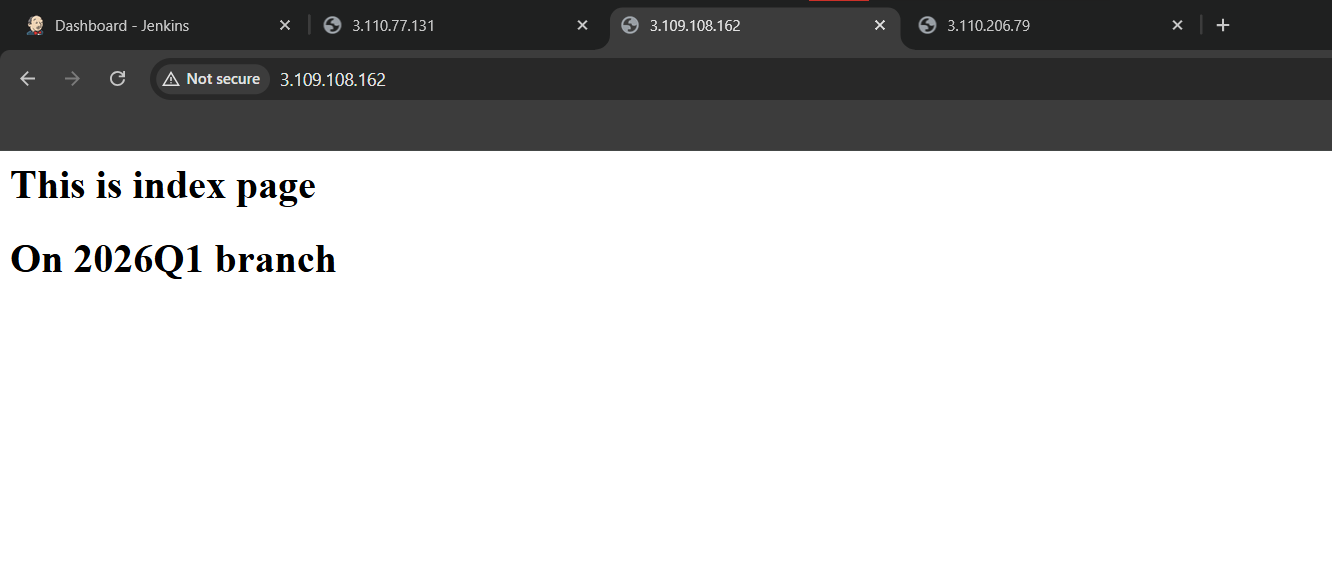 Dashboard - Jenkins
3.110.77.131
3.109.108.162
3.110.206.79
Not secure
3.109.108.162
This is index page
On 2026Q1 branch